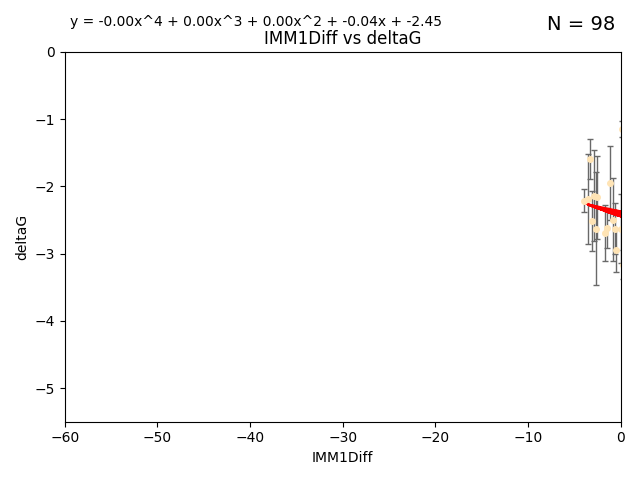 y = -0.00x^4 + 0.00x^3 + 0.00x^2 + -0.04x + -2.45
N = 98
IMM1Diff vs deltaG
0
−1
−2
−3
−4
−5
deltaG
−60 −50 −40 −30 −20 −10 0
IMM1Diff